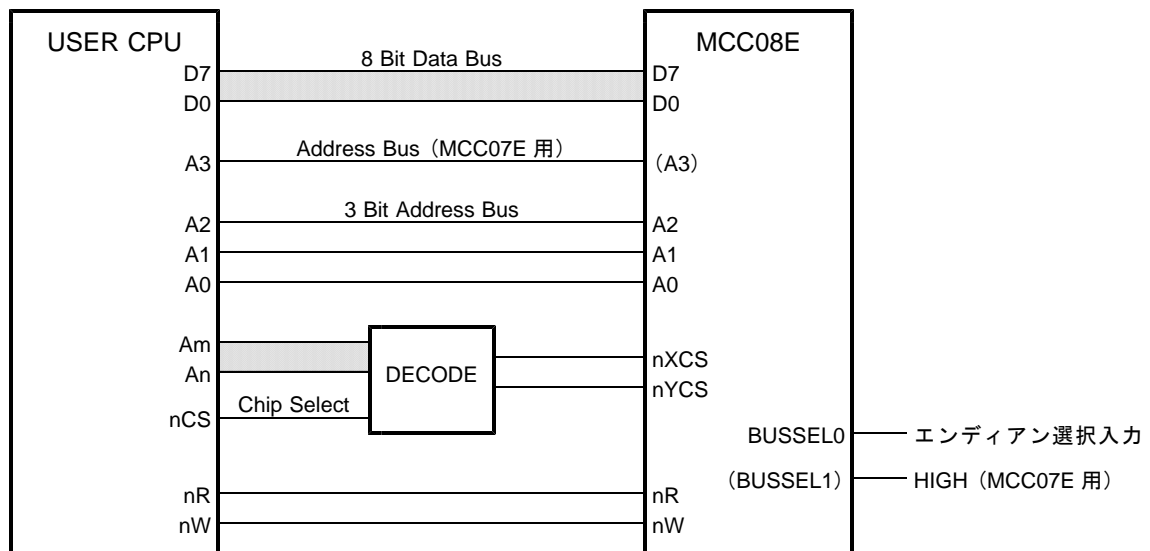 USER CPU
MCC08E
8 Bit Data Bus
D7
D7
D0
D0
Address Bus（MCC07E 用）
A3
（A3）
3 Bit Address Bus
A2
A2
A1
A1
A0
A0
Am
An
DECODE
nXCS
nYCS
Chip Select
nCS
BUSSEL0
エンディアン選択入力
（BUSSEL1）
HIGH（MCC07E 用）
nR
nR
nW
nW